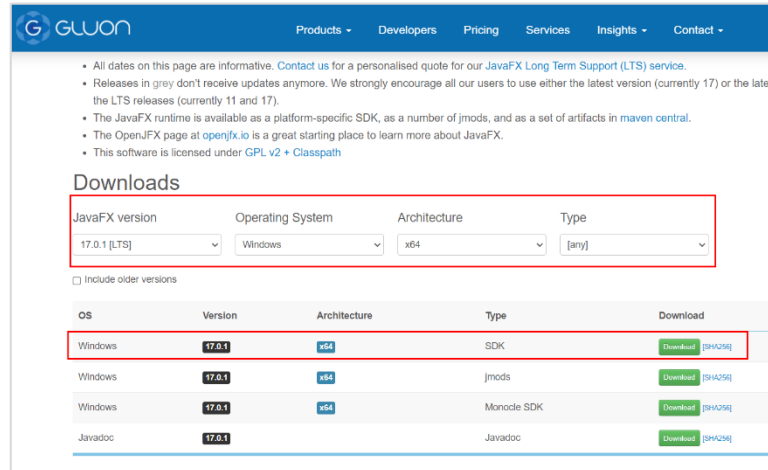 G GLUON Products Developers Pricing Services Insights Contact
All dates on this page are informative. Contact us for a personalised quote for our JavaFX Long Term Support (LTS) service.
Releases in grey don't receive updates anymore. We strongly encourage all our users to use either the latest version (currently 17) or the late
the LTS releases (currently 11 and 17).
The JavaFX runtime is available as a platform-specific SDK, as a number of jmods, and as a set of artifacts in maven central.
The OpenJFX page at openjfx.io is a great starting place to learn more about JavaFX.
This software is licensed under GPL v2 + Classpath
Downloads
JavaFX version Operating System Architecture Type
17.0.1 [LTS] Windows x64 [any]
Include older versions
OS Version Architecture Type Download
Windows 17.0.1 x64 SDK Download [SHA256]
Windows 17.0.1 x64 jmods Download [SHA256]
Windows 17.0.1 x64 Monocle SDK Download [SHA256]
Javadoc 17.0.1 Javadoc Download [SHA256]